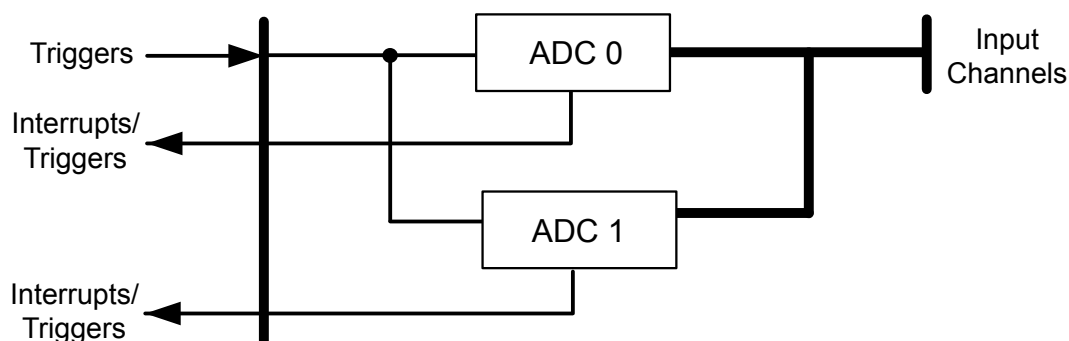 Triggers
ADC 0
Input
Channels
Interrupts/
Triggers
ADC 1
Interrupts/
Triggers